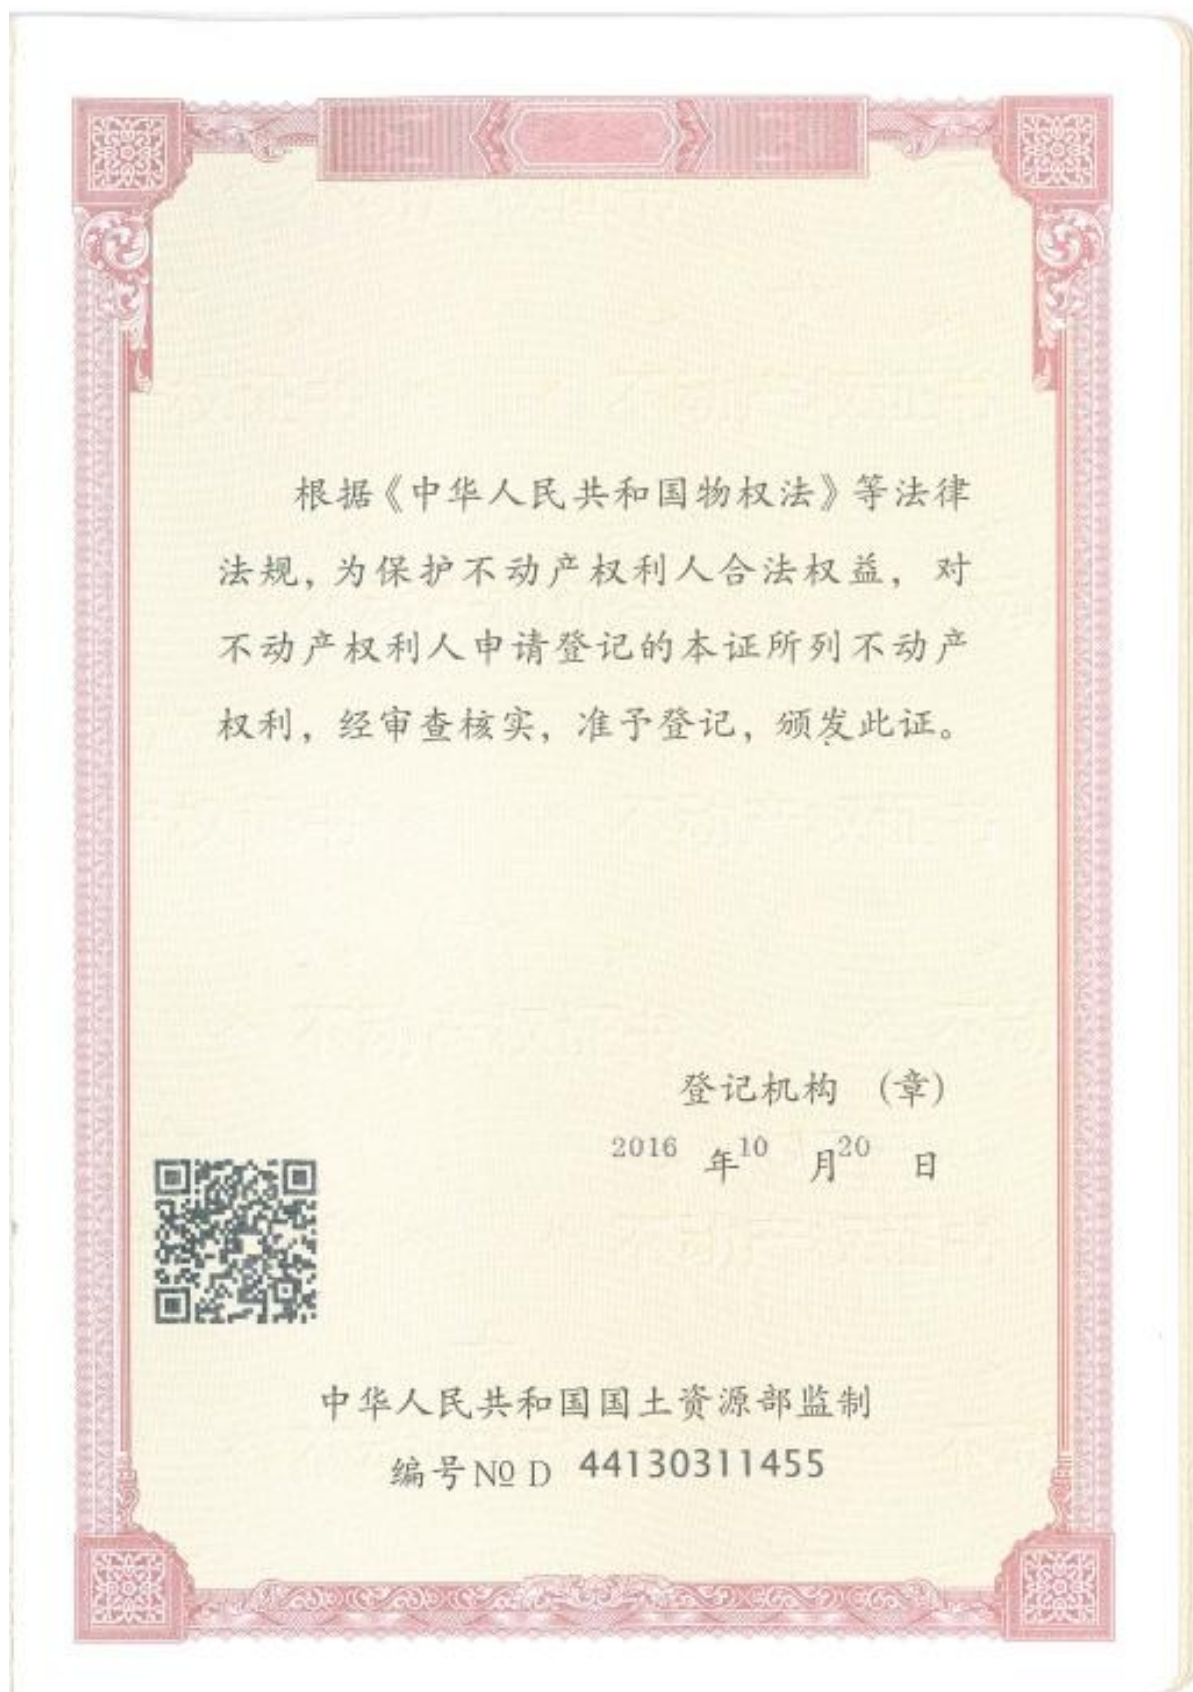 根据《中华人民共和国物权法》等法律
法规，为保护不动产权利人合法权益，对
不动产权利人申请登记的本证所列不动产
权利，经审查核实，准予登记，颁发此证。
登记机构 (章)
2016 年10 月20 日
中华人民共和国国土资源部监制
编号№ D 44130311455